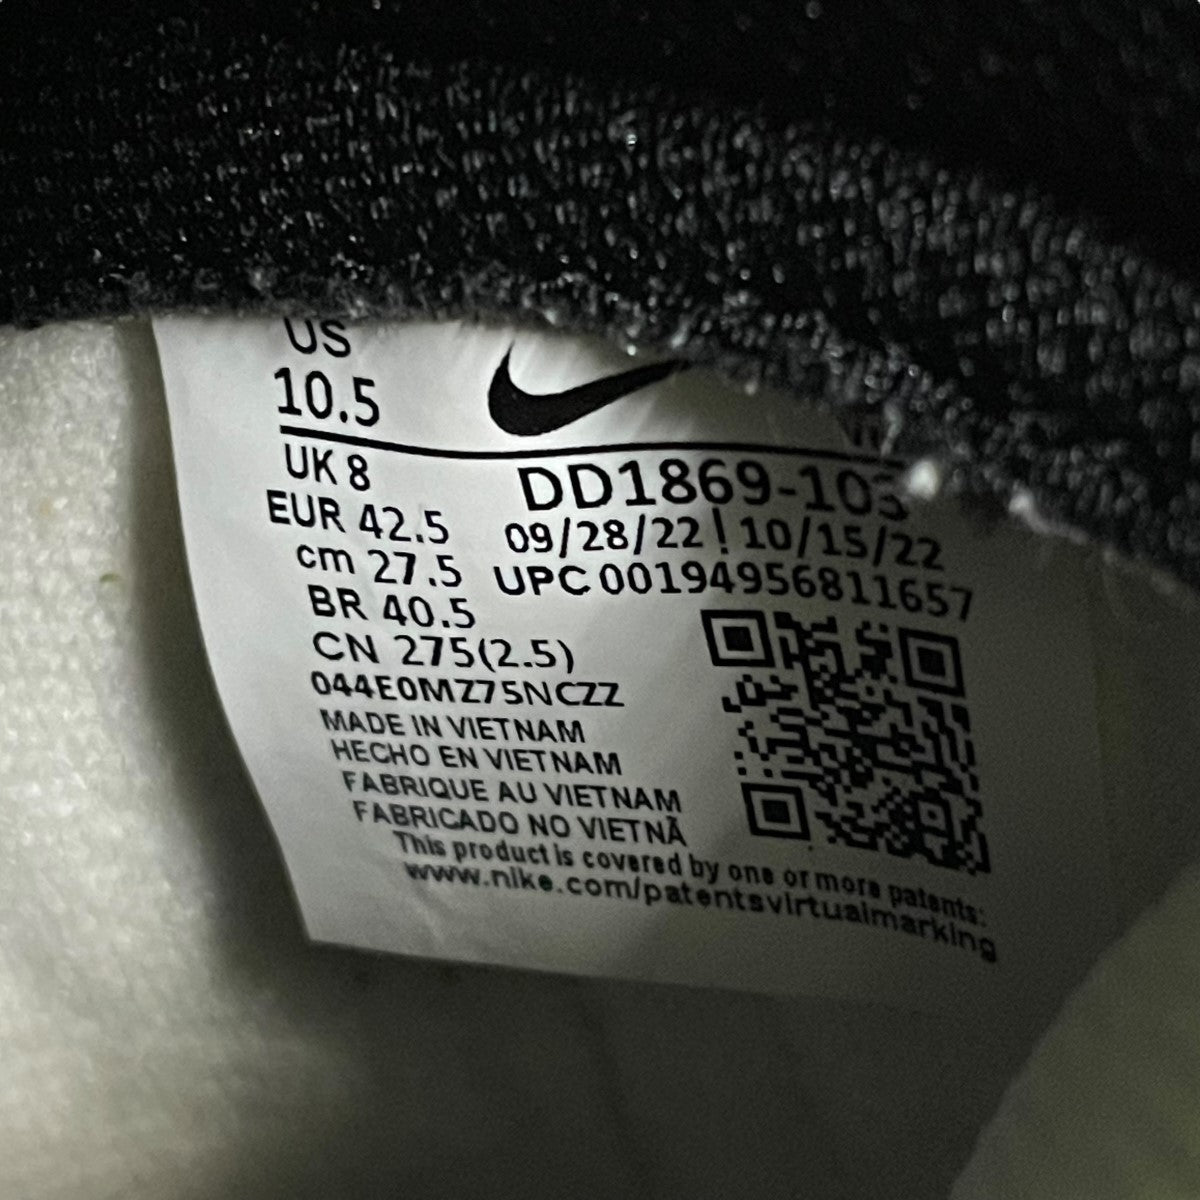 US
10.5
UK 8
EUR 42.5
cm 27.5
BR 40.5
CN 275(2.5)
044E0MZ75NCZZ
MADE IN VIETNAM
HECHO EN VIETNAM
FABRIQUE AU VIETNAM
FABRICADO NO VIETNÃ
This product is covered by one or more patents:
www.nike.com/patentsvirtualmarking
DD1869-103
09/28/22 ! 10/15/22
UPC 00194956811657